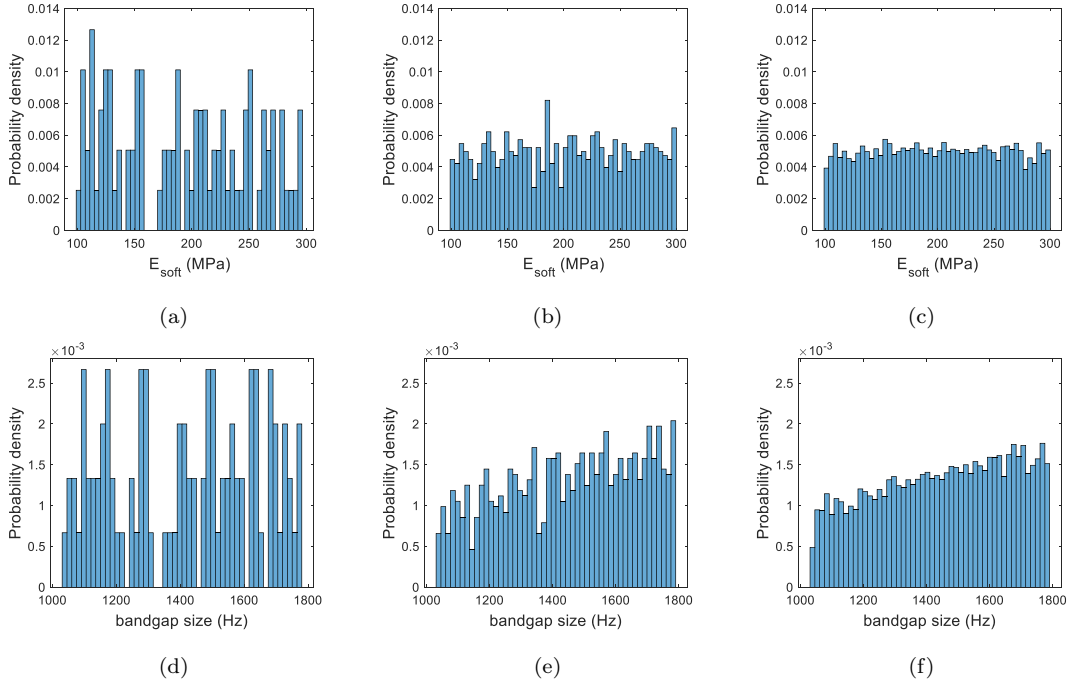 Probability density
0.014
0.012
0.01
0.008
0.006
0.004
0.002
0
100 150 200 250 300
E_soft (MPa)
(a)
Probability density
0.014
0.012
0.01
0.008
0.006
0.004
0.002
0
100 150 200 250 300
E_soft (MPa)
(b)
Probability density
0.014
0.012
0.01
0.008
0.006
0.004
0.002
0
100 150 200 250 300
E_soft (MPa)
(c)
×10⁻³
Probability density
2.5
2
1.5
1
0.5
0
1000 1200 1400 1600 1800
bandgap size (Hz)
(d)
×10⁻³
Probability density
2.5
2
1.5
1
0.5
0
1000 1200 1400 1600 1800
bandgap size (Hz)
(e)
×10⁻³
Probability density
2.5
2
1.5
1
0.5
0
1000 1200 1400 1600 1800
bandgap size (Hz)
(f)